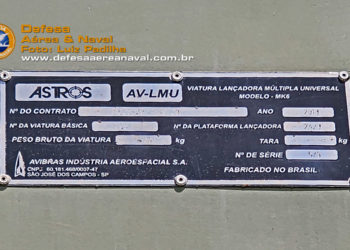 Defesa
Aérea & Naval
Foto: Luiz Padilha
www.defesaaereanaval.com.br
ASTROS AV-LMU VIATURA LANÇADORA MÚLTIPLA UNIVERSAL
MODELO - MK6
Nº DO CONTRATO ANO
Nº DA VIATURA BÁSICA Nº DA PLATAFORMA LANÇADORA
PESO BRUTO DA VIATURA kg TARA kg
Nº DE SÉRIE
AVIBRAS INDÚSTRIA AEROESPACIAL S.A.
CNPJ 60.181.468/0007-47
SÃO JOSÉ DOS CAMPOS - SP
FABRICADO NO BRASIL